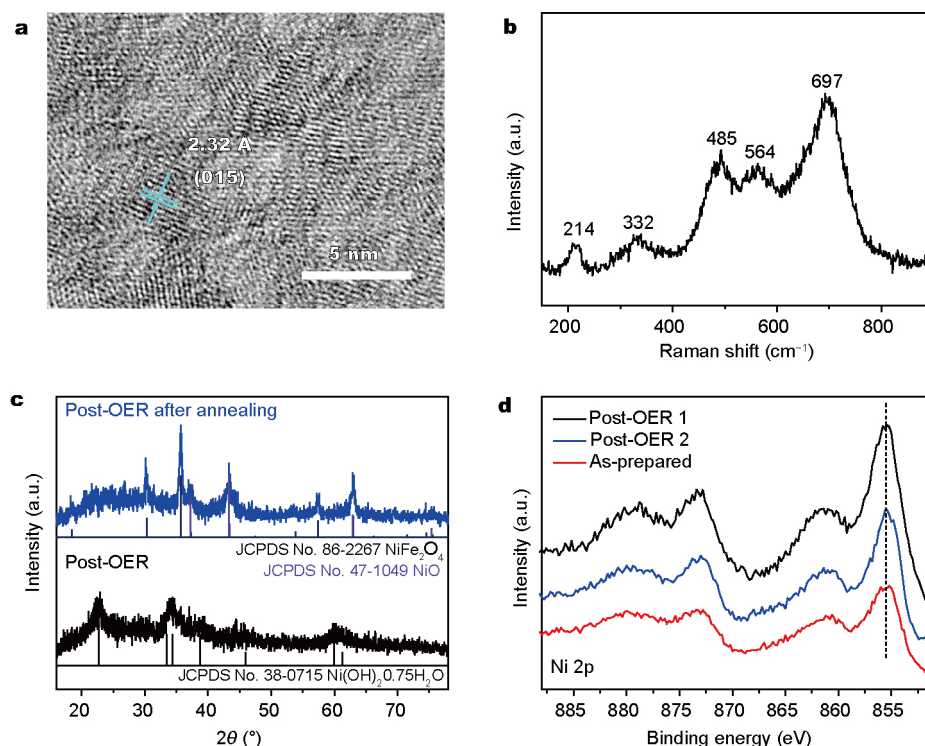 a
2.32 Å
(015)
5 nm
b
Intensity (a.u.)
214
332
485
564
697
200
400
600
800
Raman shift (cm⁻¹)
c
Intensity (a.u.)
Post-OER after annealing
JCPDS No. 86-2267 NiFe₂O₄
JCPDS No. 47-1049 NiO
Post-OER
JCPDS No. 38-0715 Ni(OH)₂0.75H₂O
20
30
40
50
60
70
2θ (°)
d
Intensity (a.u.)
Post-OER 1
Post-OER 2
As-prepared
Ni 2p
885
880
875
870
865
860
855
Binding energy (eV)